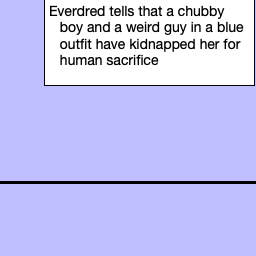 Everdred tells that a chubby
boy and a weird guy in a blue
outfit have kidnapped her for
human sacrifice